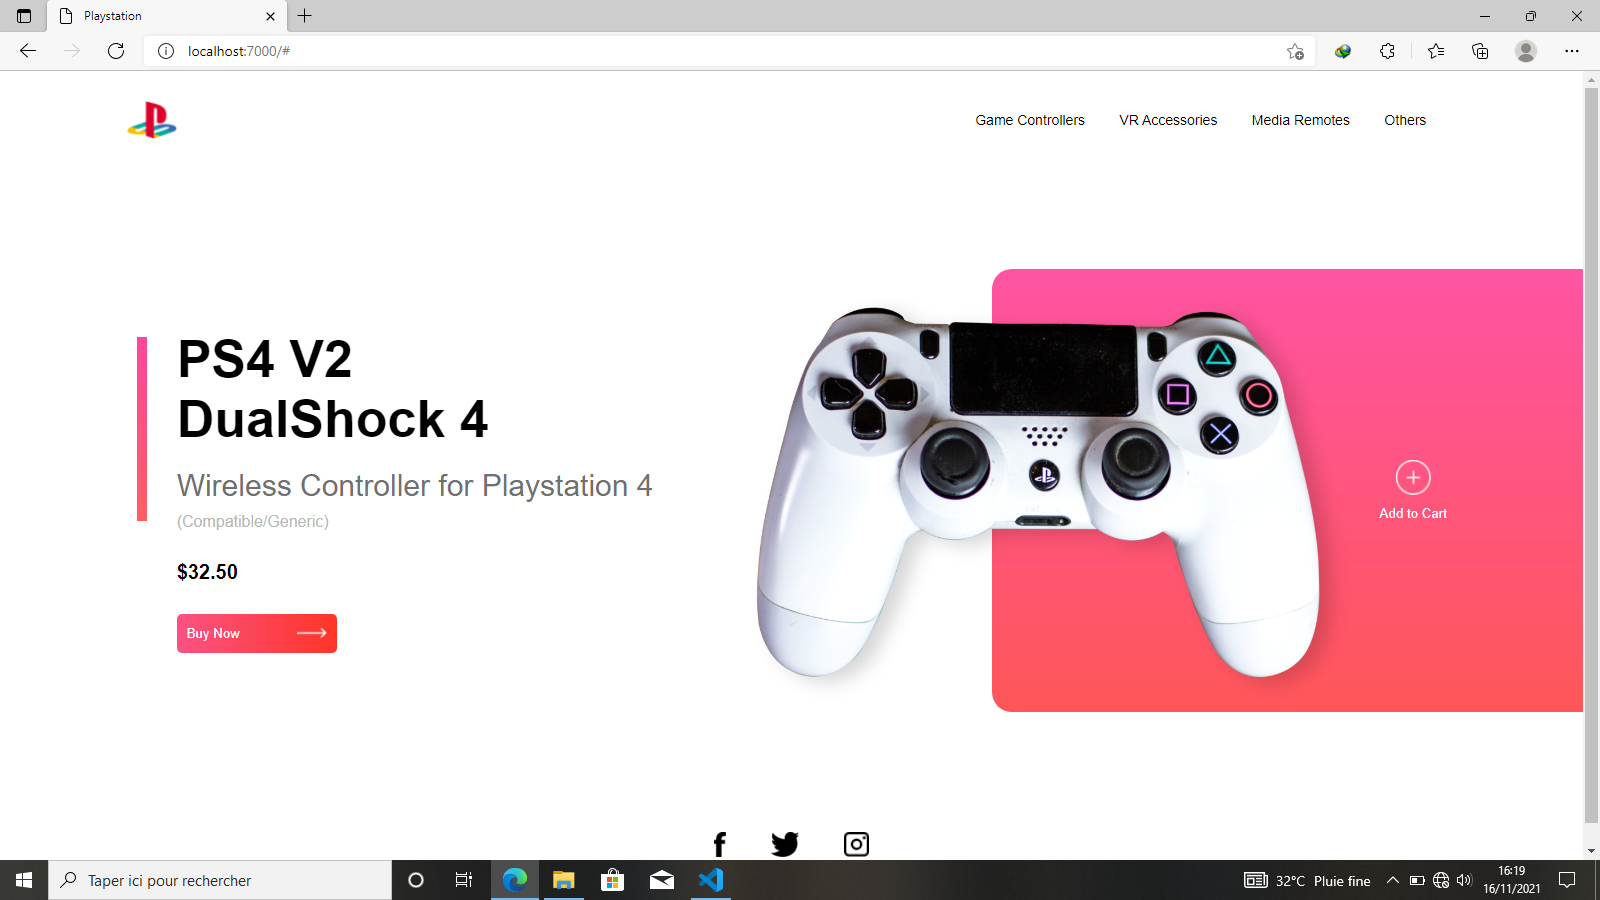 Playstation
localhost:7000/#
Game Controllers VR Accessories Media Remotes Others
PS4 V2
DualShock 4
Wireless Controller for Playstation 4
(Compatible/Generic)
$32.50
Buy Now
Add to Cart
Taper ici pour rechercher
32°C Pluie fine
16:19
16/11/2021